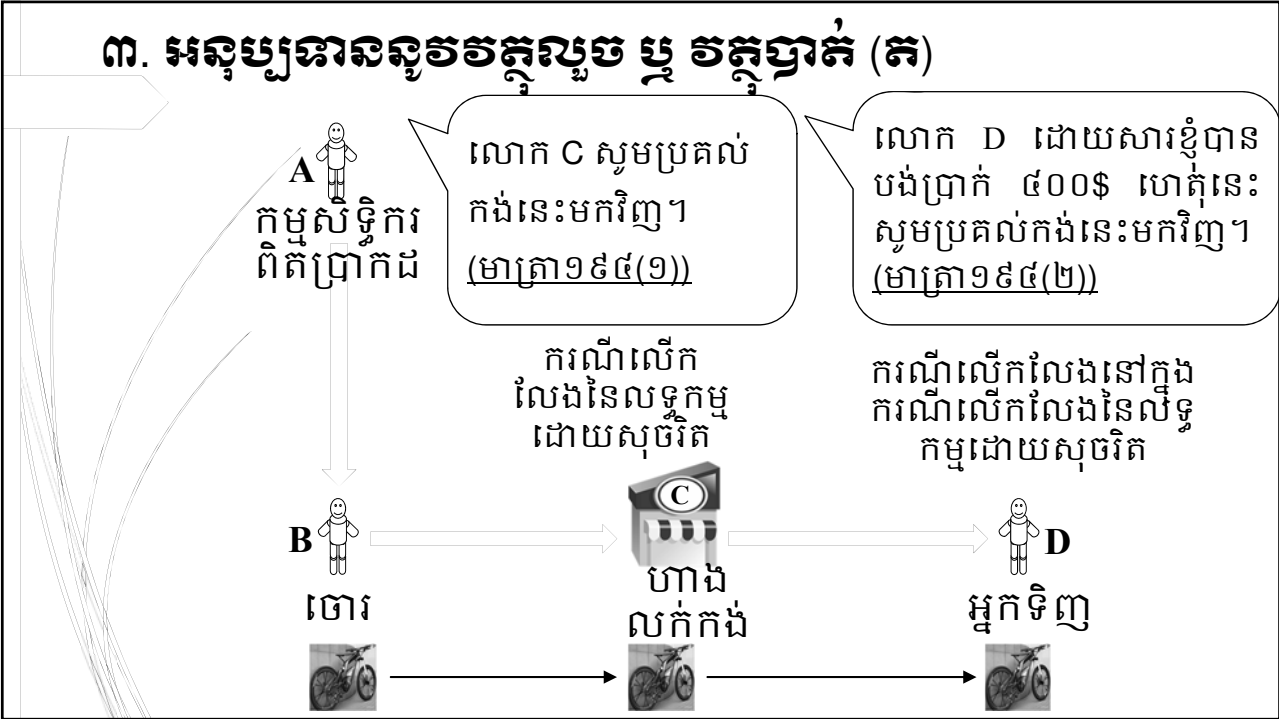 ៣. អនុប្បទាននូវវត្ថុលួច ឬ វត្ថុបាត់ (ត)
A
កម្មសិទ្ធិករ
ពិតប្រាកដ
លោក C សូមប្រគល់
កង់នេះមកវិញ។
(មាត្រា១៩៤(១))
លោក D ដោយសារខ្ញុំបាន
បង់ប្រាក់ ៤០០$ ហេតុនេះ
សូមប្រគល់កង់នេះមកវិញ។
(មាត្រា១៩៤(២))
ករណីលើក
លែងនៃលទ្ធកម្ម
ដោយសុចរិត
ករណីលើកលែងនៅក្នុង
ករណីលើកលែងនៃលទ្ធ
កម្មដោយសុចរិត
B
ចោរ
C
ហាង
លក់កង់
D
អ្នកទិញ